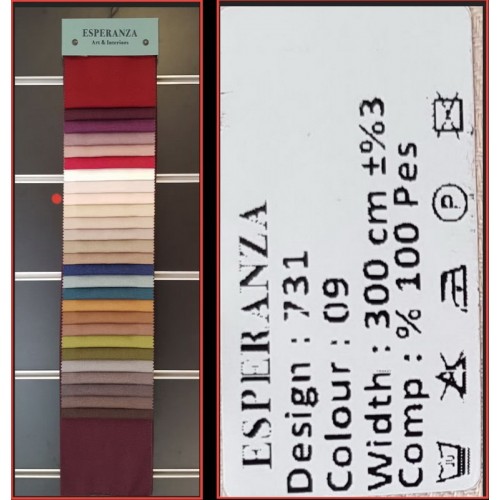 ESPERANZA
Art & Interiors
ESPERANZA
Design : 731
Colour : 09
Width : 300 cm ±%3
Comp : % 100 Pes
P